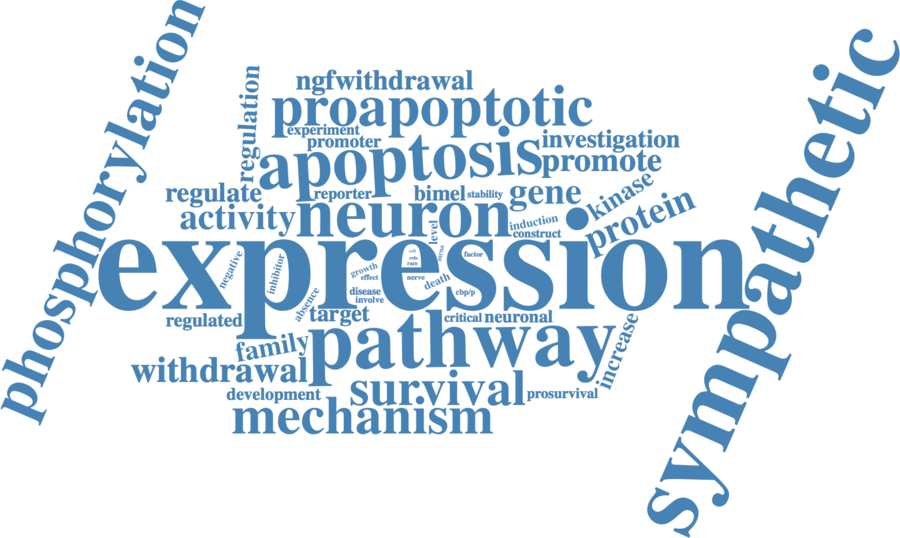 phosphorylation
sympathetic
ngfwithdrawal
regulation
proapoptotic
experiment
promoter
investigation
apoptosis
promote
regulate
reporter
bimel
stability
gene
kinase
activity
neuron
level
induction
construct
protein
expression
negative
inhibitor
growth
effect
cell
role
factor
nerve
death
disease
involve
absence
cbp/p
regulated
target
critical
neuronal
family
pathway
increase
withdrawal
development
survival
prosurvival
mechanism